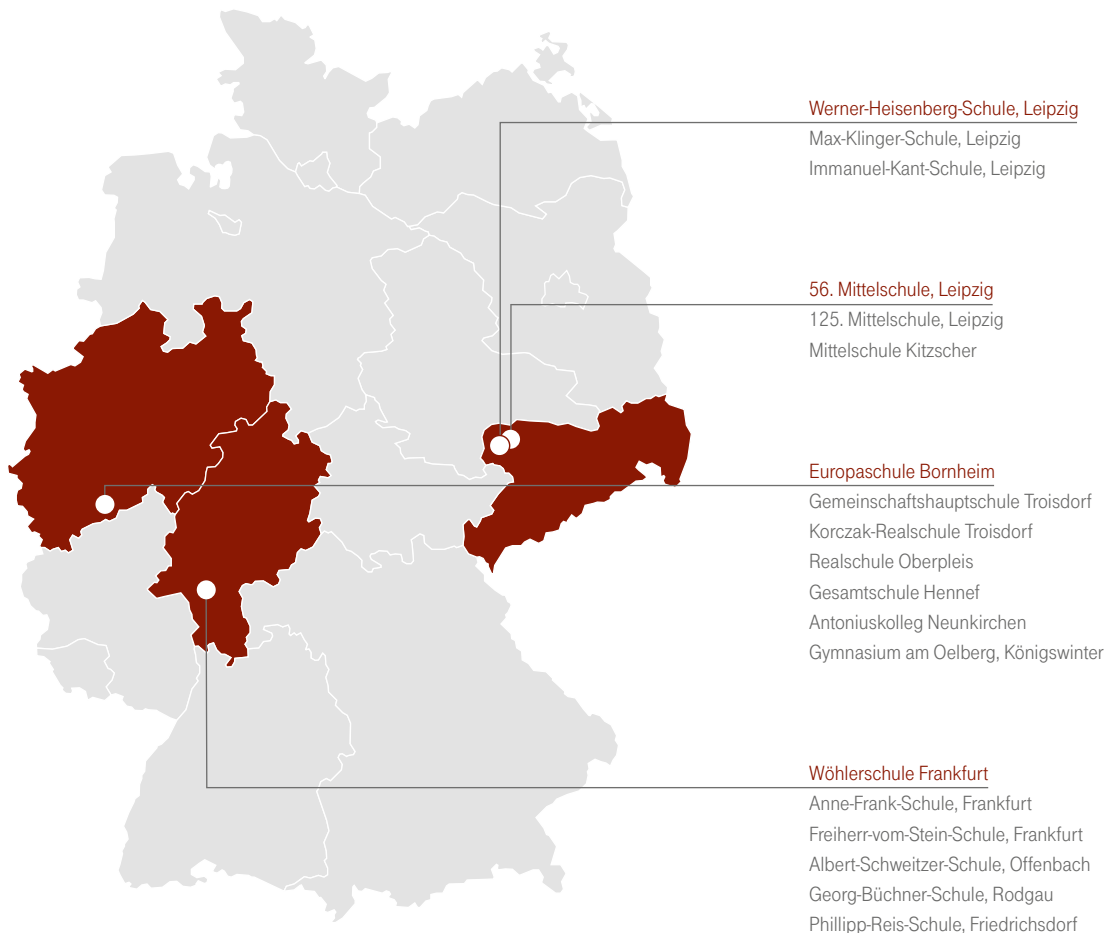 Werner-Heisenberg-Schule, Leipzig
Max-Klinger-Schule, Leipzig
Immanuel-Kant-Schule, Leipzig
56. Mittelschule, Leipzig
125. Mittelschule, Leipzig
Mittelschule Kitzscher
Europaschule Bornheim
Gemeinschaftshauptschule Troisdorf
Korczak-Realschule Troisdorf
Realschule Oberpleis
Gesamtschule Hennef
Antoniuskolleg Neunkirchen
Gymnasium am Oelberg, Königswinter
Wöhlerschule Frankfurt
Anne-Frank-Schule, Frankfurt
Freiherr-vom-Stein-Schule, Frankfurt
Albert-Schweitzer-Schule, Offenbach
Georg-Büchner-Schule, Rodgau
Phillipp-Reis-Schule, Friedrichsdorf